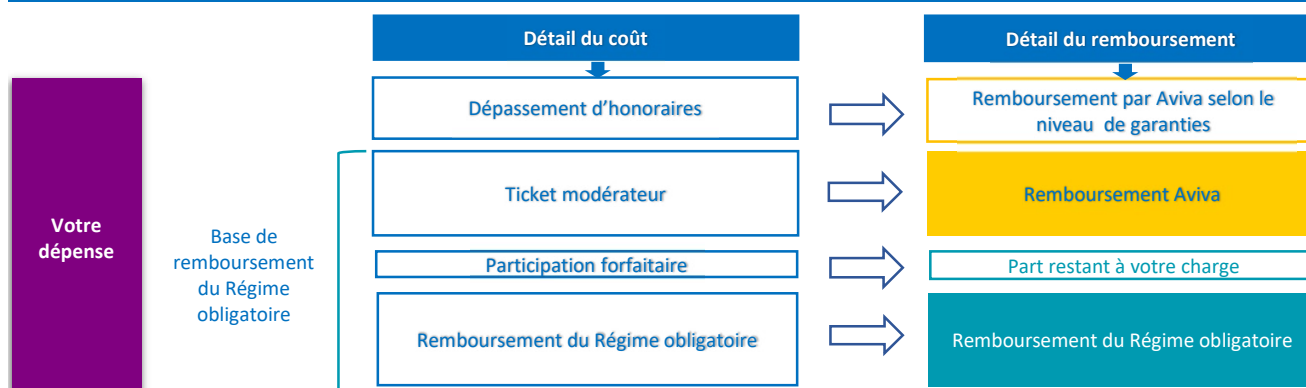 Détail du coût
Détail du remboursement
Dépassement d'honoraires
Remboursement par Aviva selon le
niveau de garanties
Votre
dépense
Base de
remboursement
du Régime
obligatoire
Ticket modérateur
Remboursement Aviva
Participation forfaitaire
Part restant à votre charge
Remboursement du Régime obligatoire
Remboursement du Régime obligatoire